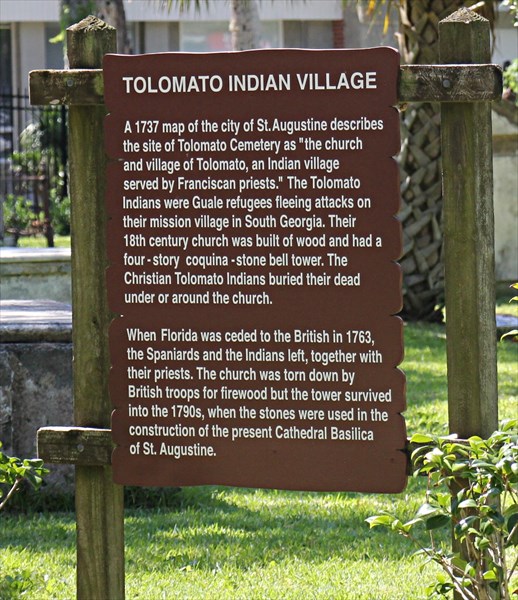 TOLOMATO INDIAN VILLAGE
A 1737 map of the city of St.Augustine describes
the site of Tolomato Cemetery as "the church
and village of Tolomato, an Indian village
served by Franciscan priests." The Tolomato
Indians were Guale refugees fleeing attacks on
their mission village in South Georgia. Their
18th century church was built of wood and had a
four-story coquina-stone bell tower. The
Christian Tolomato Indians buried their dead
under or around the church.
When Florida was ceded to the British in 1763,
the Spaniards and the Indians left, together with
their priests. The church was torn down by
British troops for firewood but the tower survived
into the 1790s, when the stones were used in the
construction of the present Cathedral Basilica
of St. Augustine.